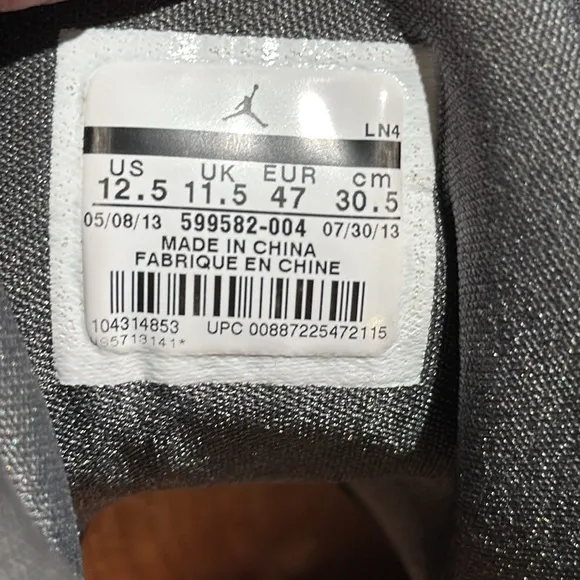 LN4
US UK EUR cm
12.5 11.5 47 30.5
05/08/13 599582-004 07/30/13
MADE IN CHINA
FABRIQUE EN CHINE
104314853 UPC 00887225472115